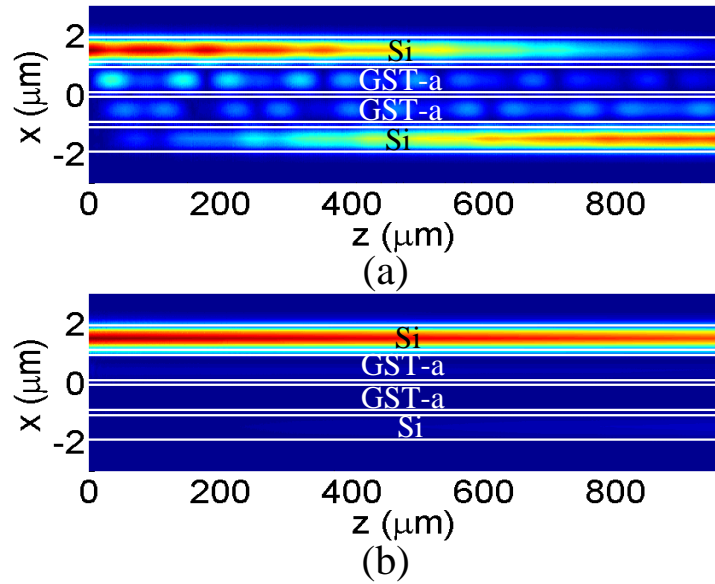 2
0
-2
x (μm)
Si
GST-a
GST-a
Si
0 200 400 600 800
z (μm)
(a)
2
0
-2
x (μm)
Si
GST-a
GST-a
Si
0 200 400 600 800
z (μm)
(b)